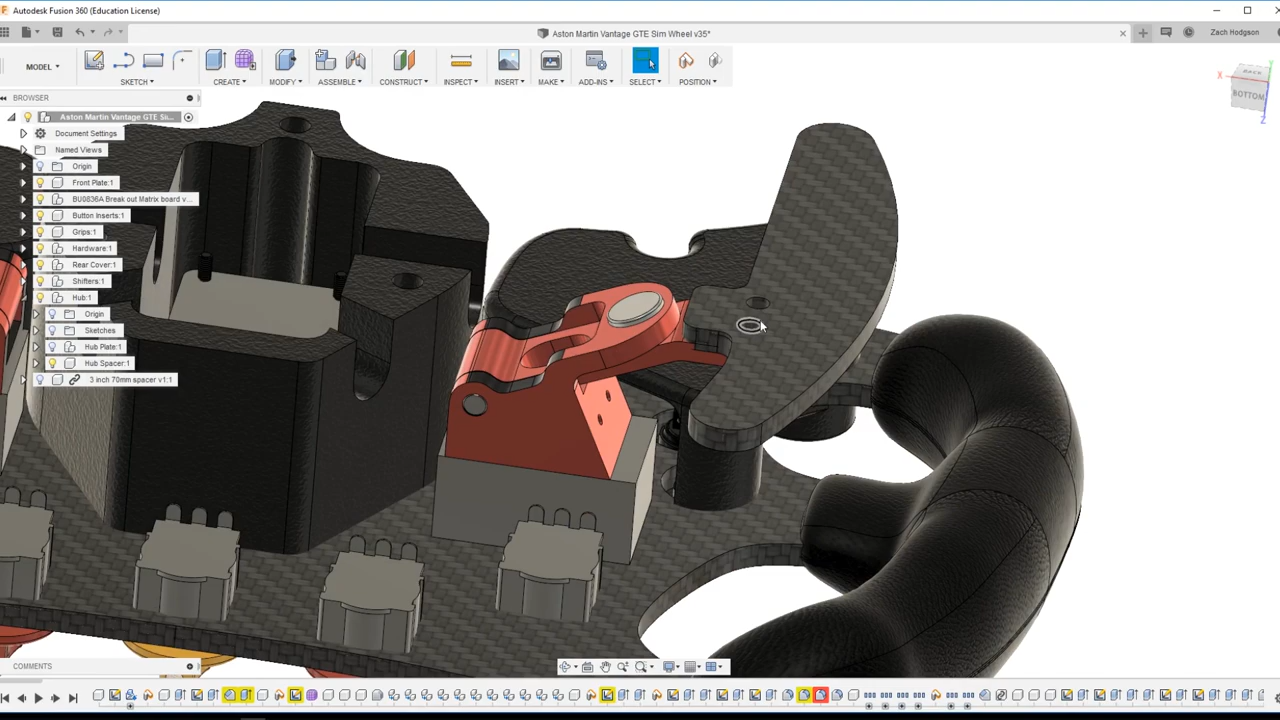 Autodesk Fusion 360 (Education License)
Aston Martin Vantage GTE Sim Wheel v35*
Zach Hodgson
MODEL
SKETCH
CREATE
MODIFY
ASSEMBLE
CONSTRUCT
INSPECT
INSERT
MAKE
ADD-INS
SELECT
POSITION
BACK
BOTTOM
X
Y
Z
BROWSER
Aston Martin Vantage GTE Si...
Document Settings
Named Views
Origin
Front Plate:1
BU0836A Break out Matrix board v...
Button Inserts:1
Grips:1
Hardware:1
Rear Cover:1
Shifters:1
Hub:1
Origin
Sketches
Hub Plate:1
Hub Spacer:1
3 inch 70mm spacer v1:1
COMMENTS